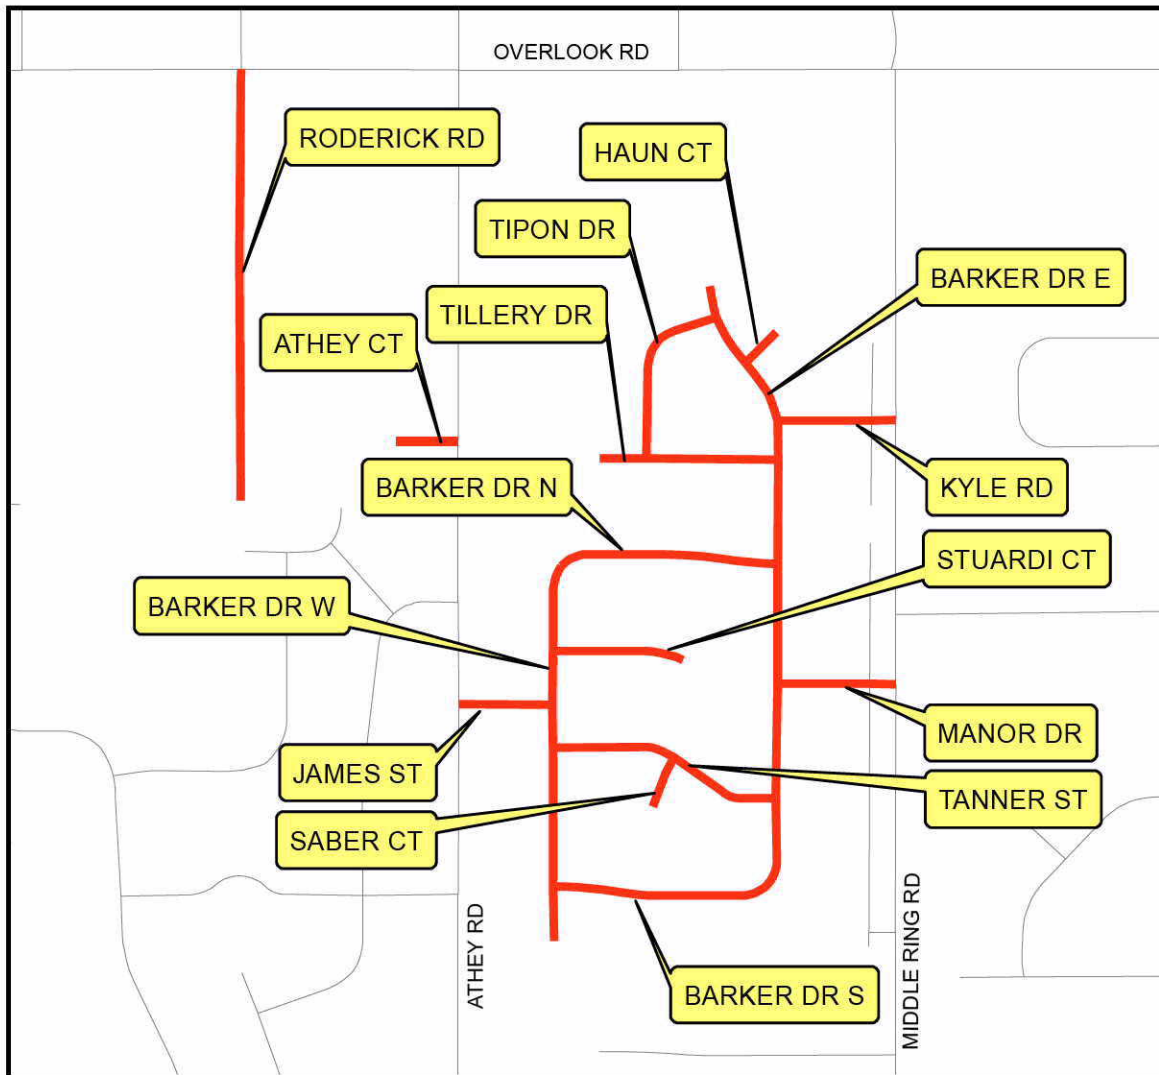 OVERLOOK RD
RODERICK RD
HAUN CT
TIPON DR
BARKER DR E
TILLERY DR
ATHEY CT
BARKER DR N
KYLE RD
STUARDI CT
BARKER DR W
MANOR DR
JAMES ST
TANNER ST
SABER CT
ATHEY RD
MIDDLE RING RD
BARKER DR S